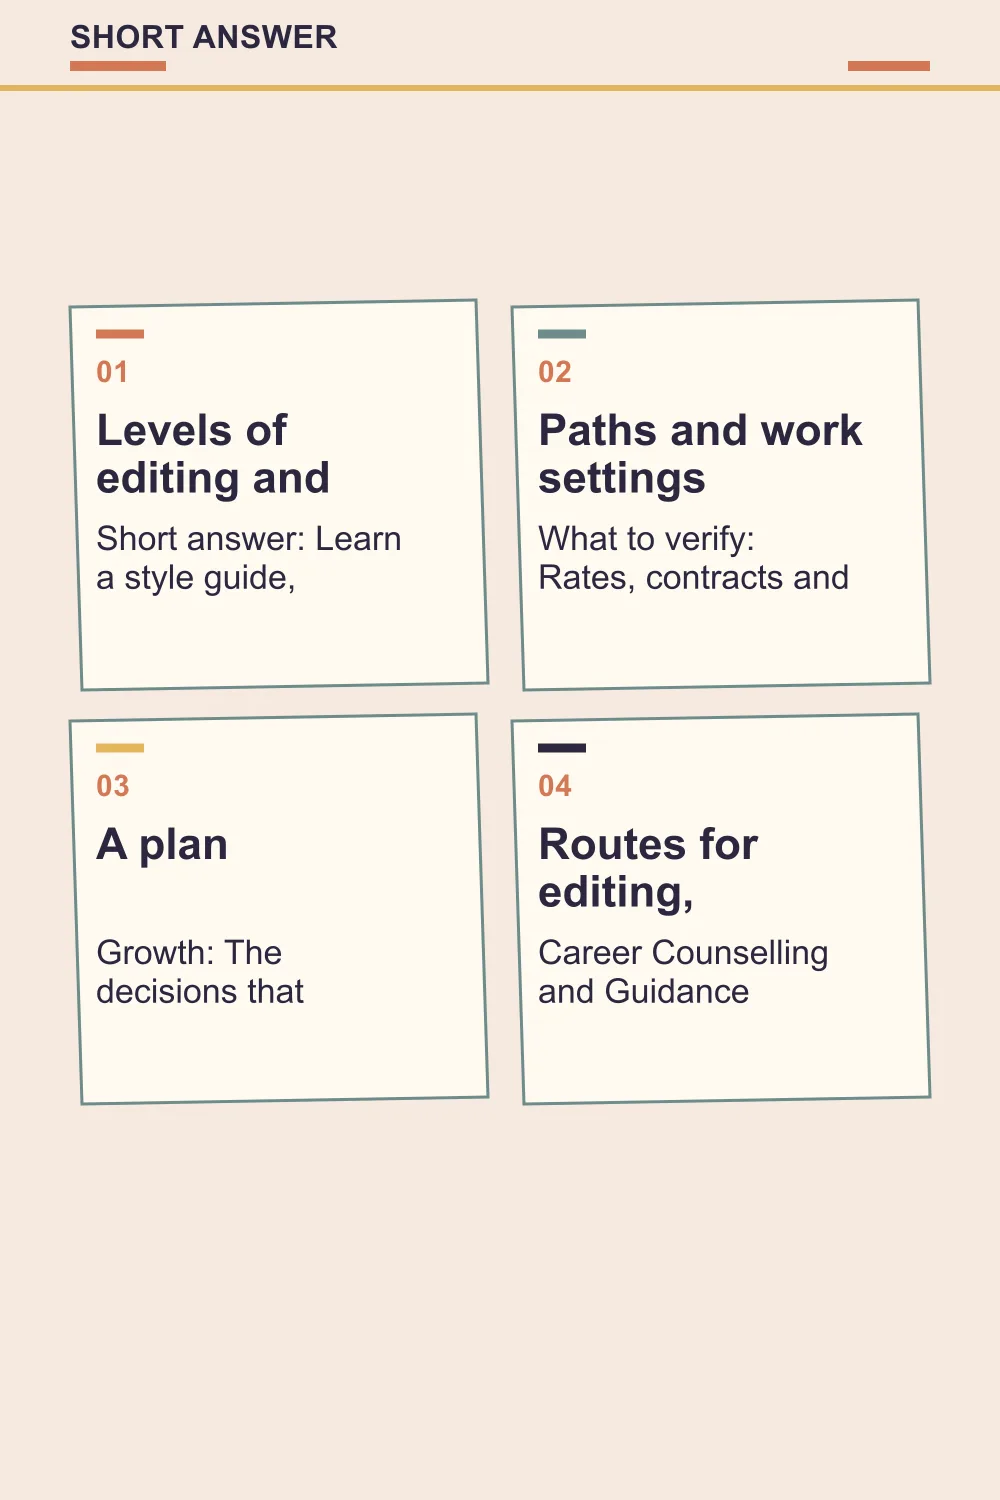 SHORT ANSWER
01
Levels of
editing and
Short answer: Learn
a style guide,
02
Paths and work
settings
What to verify:
Rates, contracts and
03
A plan
Growth: The
decisions that
04
Routes for
editing,
Career Counselling
and Guidance